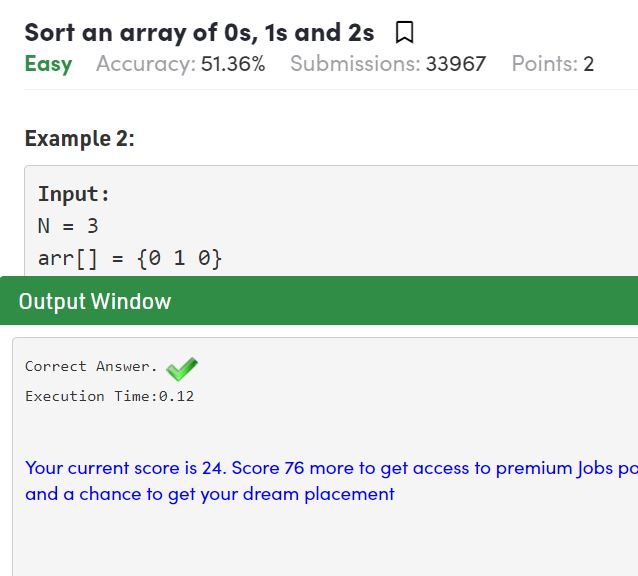 Sort an array of 0s, 1s and 2s
Easy Accuracy: 51.36% Submissions: 33967 Points: 2
Example 2:
Input:
N = 3
arr[] = {0 1 0}
Output Window
Correct Answer.
Execution Time:0.12
Your current score is 24. Score 76 more to get access to premium Jobs
and a chance to get your dream placement